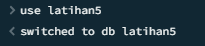 > use latihan5
< switched to db latihan5